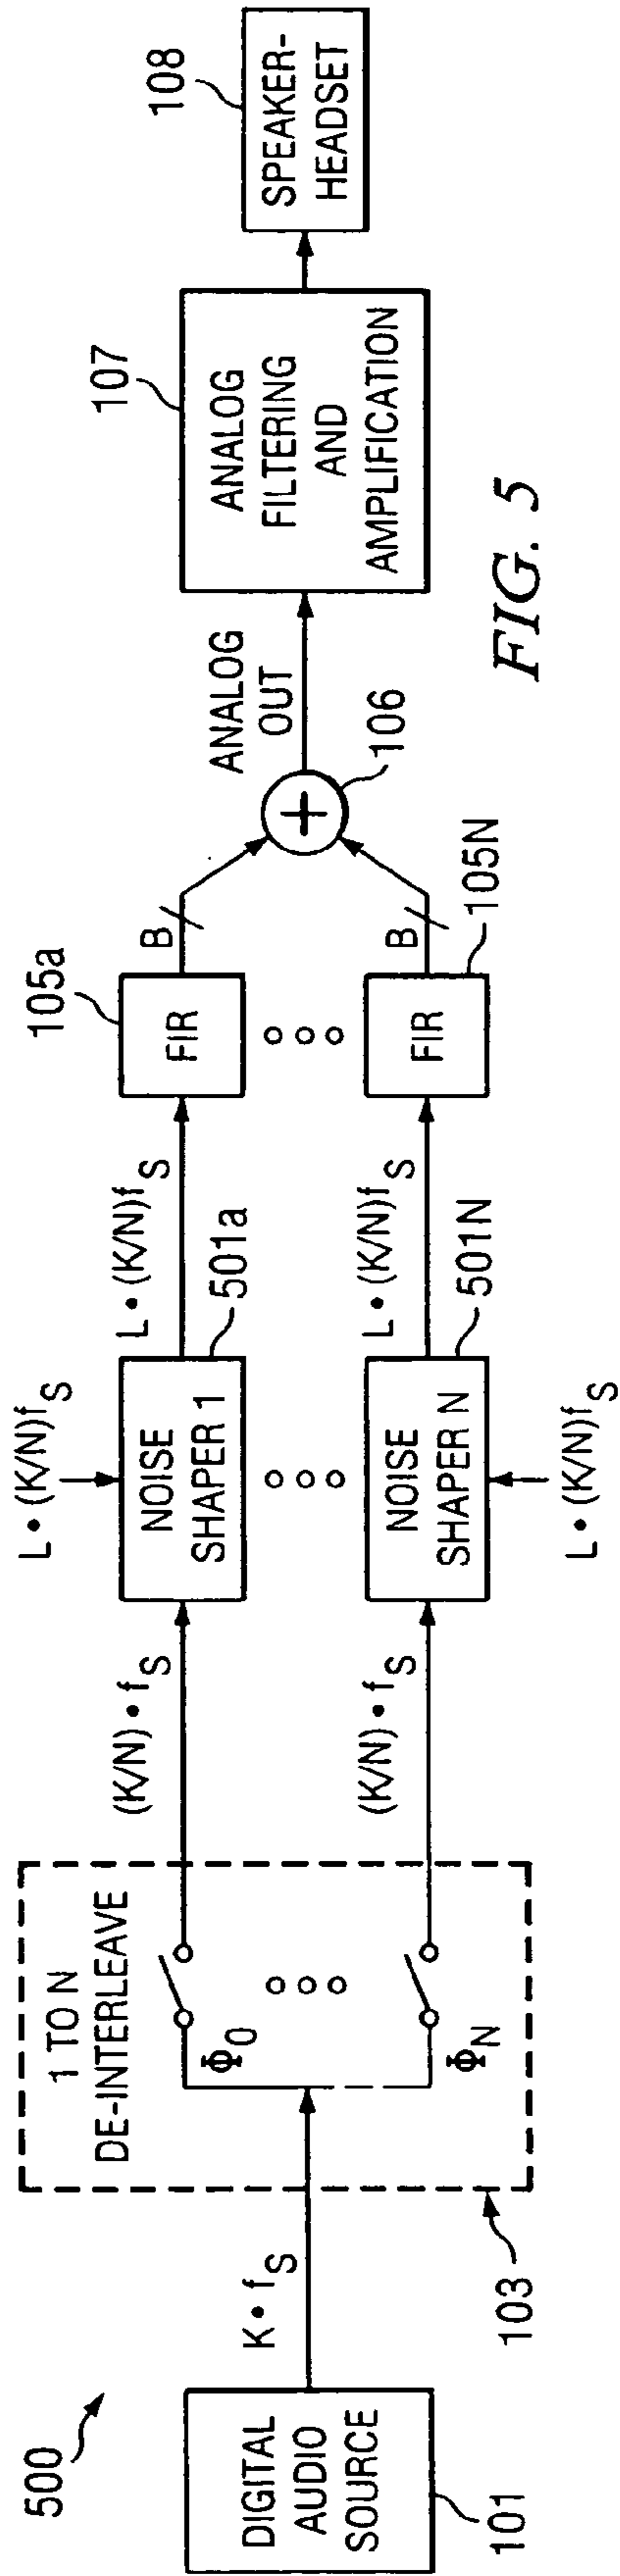 500
DIGITAL
AUDIO
SOURCE
101
K•fS
1 TO N
DE-INTERLEAVE
Φ0
ΦN
103
(K/N)•fS
(K/N)•fS
L•(K/N)fS
NOISE
SHAPER 1
501a
NOISE
SHAPER N
501N
L•(K/N)fS
L•(K/N)fS
L•(K/N)fS
FIR
105a
FIR
105N
B
B
106
ANALOG
OUT
ANALOG
FILTERING
AND
AMPLIFICATION
107
SPEAKER-
HEADSET
108
FIG. 5